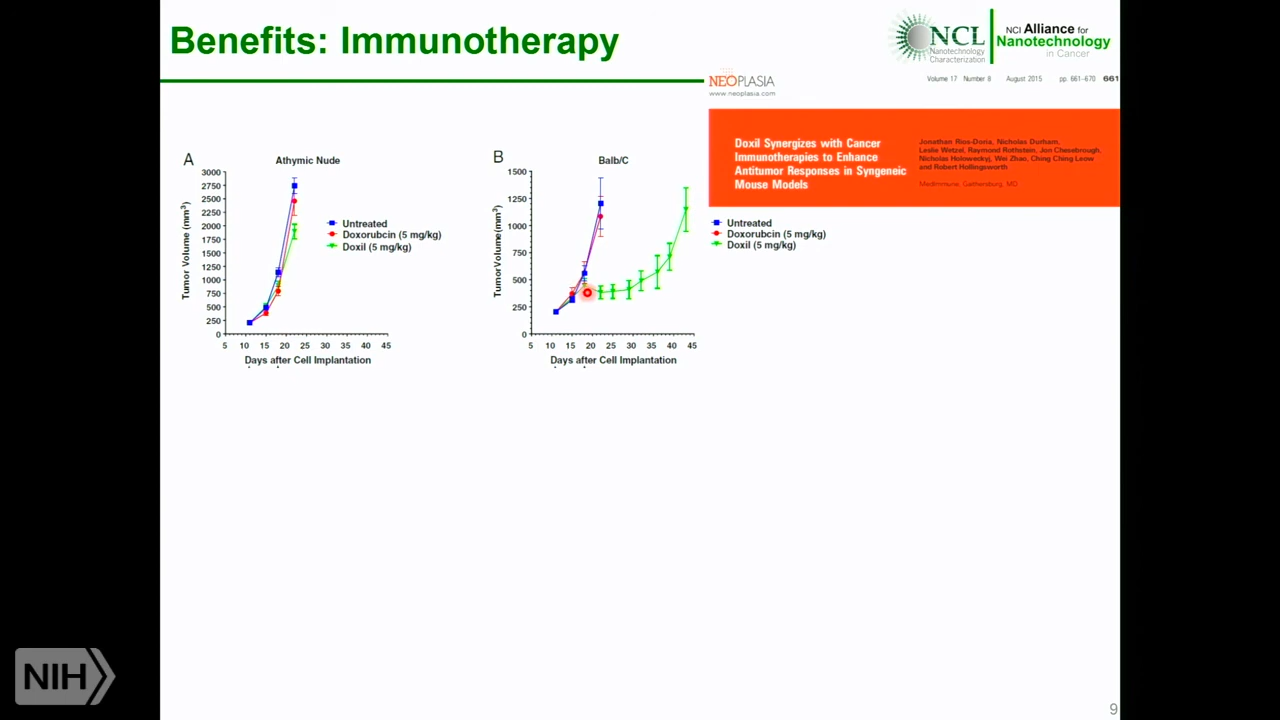 Benefits: Immunotherapy
NCL
Nanotechnology
Characterization
NCI Alliance for
Nanotechnology
in Cancer
NEOPLASIA
www.neoplasia.com
Volume 17 Number 8 August 2015 pp. 661–670 661
Doxil Synergizes with Cancer
Immunotherapies to Enhance
Antitumor Responses in Syngeneic
Mouse Models
Jonathan Rios-Doria, Nicholas Durham,
Leslie Wetzel, Raymond Rothstein, Jon Chesebrough,
Nicholas Holoweckyj, Wei Zhao, Ching Ching Leow
and Robert Hollingsworth
MedImmune, Gaithersburg, MD
A
Athymic Nude
Tumor Volume (mm3)
3000
2750
2500
2250
2000
1750
1500
1250
1000
750
500
250
0
5 10 15 20 25 30 35 40 45
Days after Cell Implantation
Untreated
Doxorubcin (5 mg/kg)
Doxil (5 mg/kg)
B
Balb/C
Tumor Volume (mm3)
1500
1250
1000
750
500
250
0
5 10 15 20 25 30 35 40 45
Days after Cell Implantation
Untreated
Doxorubcin (5 mg/kg)
Doxil (5 mg/kg)
NIH
9